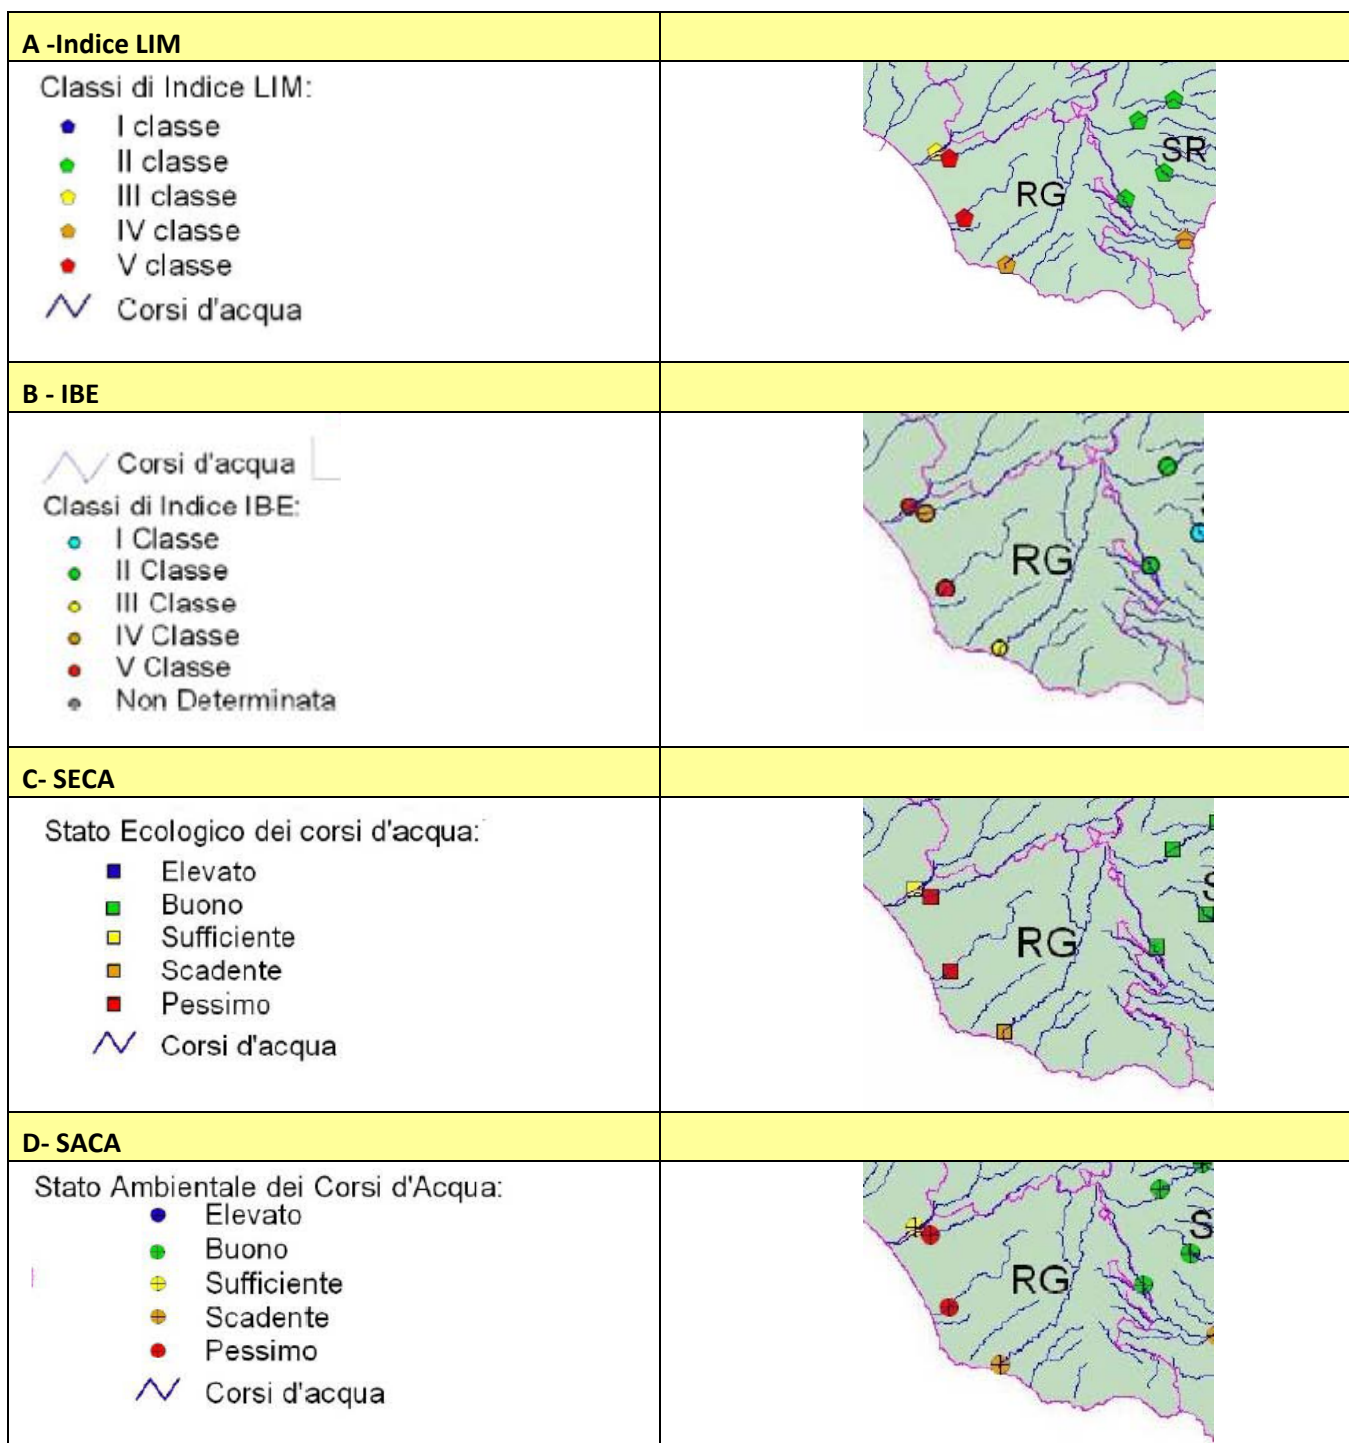 A -Indice LIM
Classi di Indice LIM:
I classe
II classe
III classe
IV classe
V classe
Corsi d'acqua
SR
RG
B - IBE
Corsi d'acqua
Classi di Indice IBE:
I Classe
II Classe
III Classe
IV Classe
V Classe
Non Determinata
RG
C- SECA
Stato Ecologico dei corsi d'acqua:
Elevato
Buono
Sufficiente
Scadente
Pessimo
Corsi d'acqua
RG
D- SACA
Stato Ambientale dei Corsi d'Acqua:
Elevato
Buono
Sufficiente
Scadente
Pessimo
Corsi d'acqua
S
RG